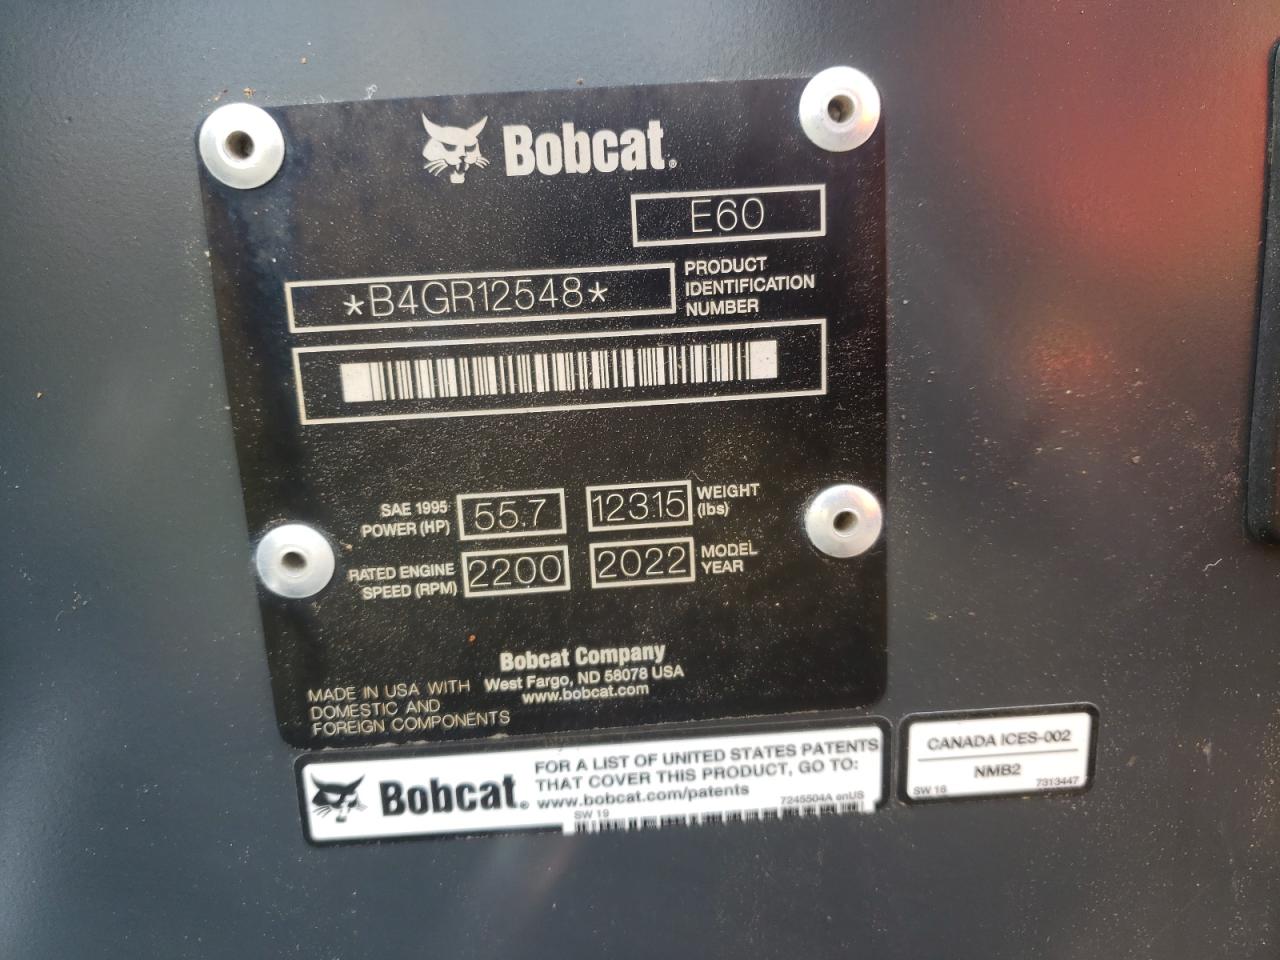 Bobcat®
E60
*B4GR12548*
PRODUCT
IDENTIFICATION
NUMBER
SAE 1995
POWER (HP)
55.7
12315
WEIGHT
(lbs)
RATED ENGINE
SPEED (RPM)
2200
2022
MODEL
YEAR
Bobcat Company
West Fargo, ND 58078 USA
www.bobcat.com
MADE IN USA WITH
DOMESTIC AND
FOREIGN COMPONENTS
Bobcat®
FOR A LIST OF UNITED STATES PATENTS
THAT COVER THIS PRODUCT, GO TO:
www.bobcat.com/patents
7245504A enUS
SW 19
CANADA ICES-002
NMB2
SW 18
7313447